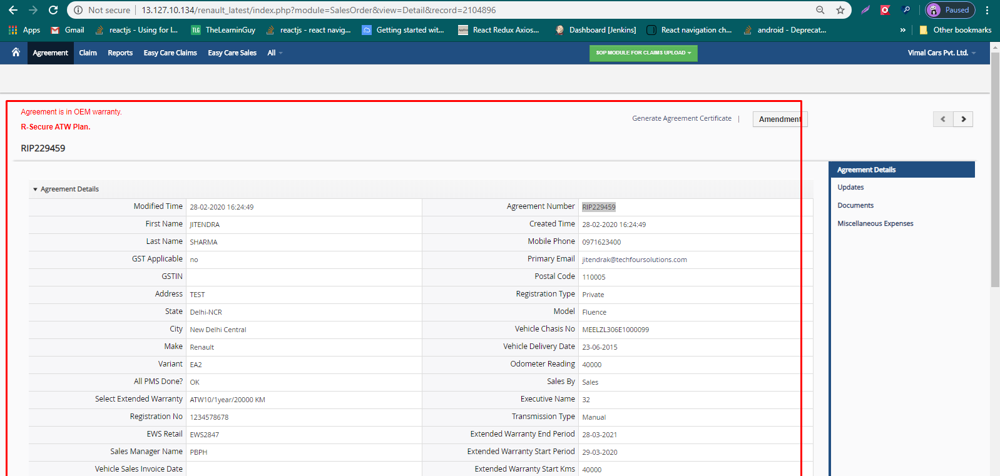 Not secure | 13.127.10.134/renault_latest/index.php?module=SalesOrder&view=Detail&record=2104896 Paused
Apps Gmail reactjs - Using for l... TLG TheLearnerGuy reactjs - react navig... Getting started wit... React Redux Axios... Dashboard [Jenkins] React navigation ch... android - Deprecat... » Other bookmarks
Agreement Claim Reports Easy Care Claims Easy Care Sales All SOP MODULE FOR CLAIMS UPLOAD Vimal Cars Pvt. Ltd.
Agreement is in OEM warranty.
Generate Agreement Certificate | Amendment
R-Secure ATW Plan.
RIP229459
Agreement Details
Updates
Documents
Miscellaneous Expenses
Agreement Details
Modified Time 28-02-2020 16:24:49 Agreement Number RIP229459
First Name JITENDRA Created Time 28-02-2020 16:24:49
Last Name SHARMA Mobile Phone 0971623400
GST Applicable no Primary Email jitendrak@techfoursolutions.com
GSTIN Postal Code 110005
Address TEST Registration Type Private
State Delhi-NCR Model Fluence
City New Delhi Central Vehicle Chasis No MEELZL306E1000099
Make Renault Vehicle Delivery Date 23-06-2015
Variant EA2 Odometer Reading 40000
All PMS Done? OK Sales By Sales
Select Extended Warranty ATW10/1year/20000 KM Executive Name 32
Registration No 1234578678 Transmission Type Manual
EWS Retail EWS2847 Extended Warranty End Period 28-03-2021
Sales Manager Name PBPH Extended Warranty Start Period 29-03-2020
Vehicle Sales Invoice Date Extended Warranty Start Kms 40000